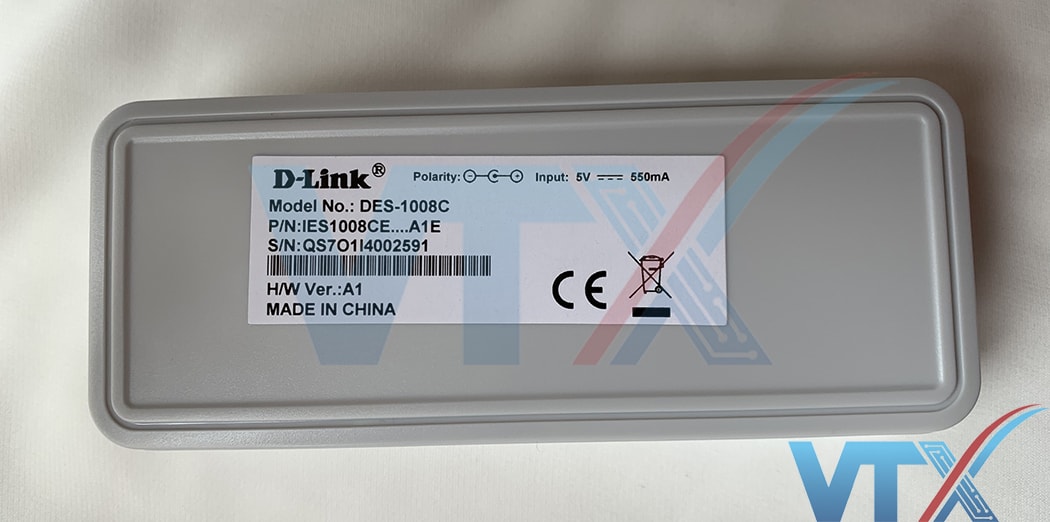 D-Link®
Polarity: Input: 5V 550mA
Model No.: DES-1008C
P/N:IES1008CE....A1E
S/N:QS7O1I4002591
H/W Ver.:A1
MADE IN CHINA
CE
VTX
VTX